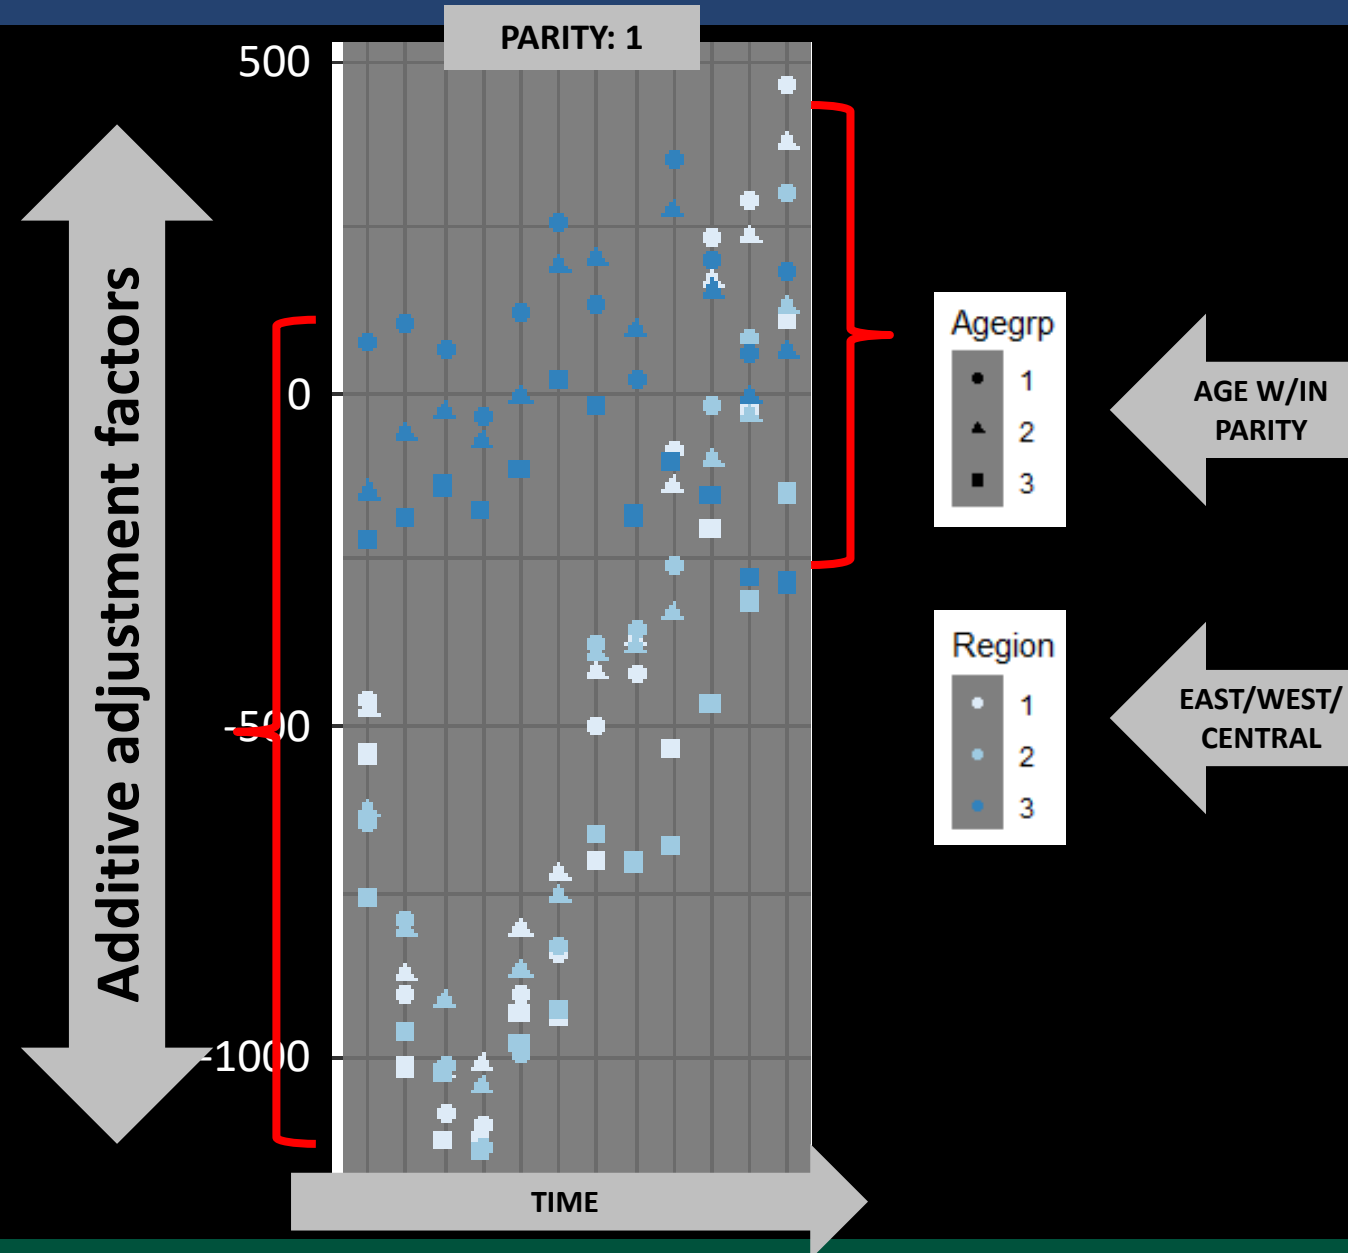 PARITY: 1
500
0
-500
-1000
Additive adjustment factors
TIME
Agegrp
1
2
3
AGE W/IN
PARITY
Region
1
2
3
EAST/WEST/
CENTRAL